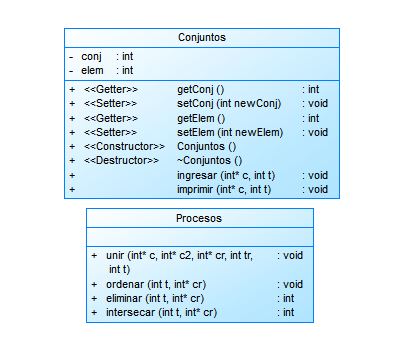 Conjuntos
- conj : int
- elem : int
+ <<Getter>> getConj () : int
+ <<Setter>> setConj (int newConj) : void
+ <<Getter>> getElem () : int
+ <<Setter>> setElem (int newElem) : void
+ <<Constructor>> Conjuntos ()
+ <<Destructor>> ~Conjuntos ()
+ ingresar (int* c, int t) : void
+ imprimir (int* c, int t) : void
Procesos
+ unir (int* c, int* c2, int* cr, int tr, : void
int t)
+ ordenar (int t, int* cr) : void
+ eliminar (int t, int* cr) : int
+ intersecar (int t, int* cr) : int